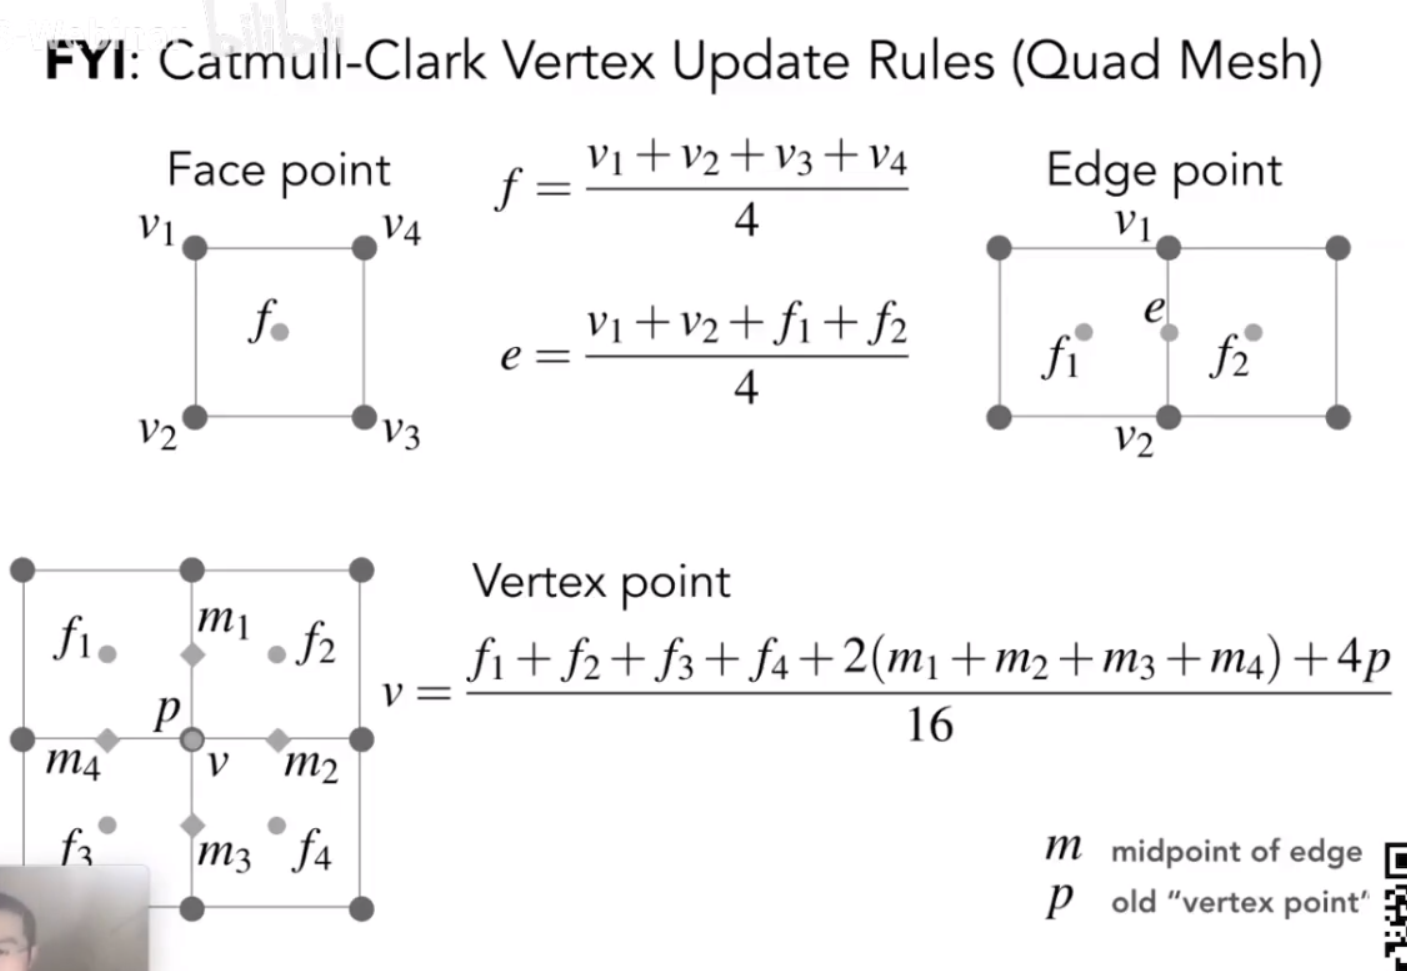 FYI: Catmull-Clark Vertex Update Rules (Quad Mesh)
bilibili
Face point
f = (v1 + v2 + v3 + v4) / 4
Edge point
v1
v4
f
v2
v3
e = (v1 + v2 + f1 + f2) / 4
v1
e
f1
f2
v2
Vertex point
v = (f1 + f2 + f3 + f4 + 2(m1 + m2 + m3 + m4) + 4p) / 16
f1
m1
f2
p
m4
v
m2
f3
m3
f4
m midpoint of edge
p old “vertex point”